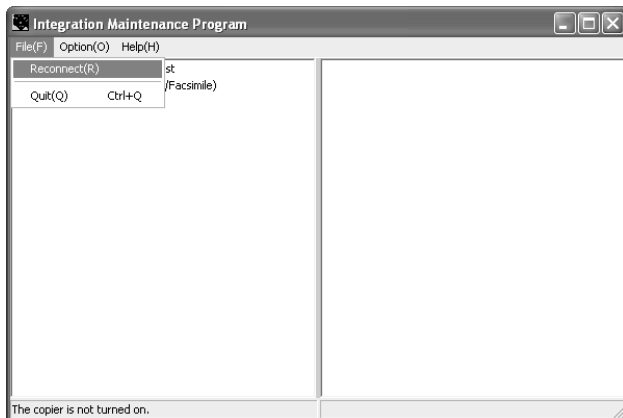 Integration Maintenance Program
File(F) Option(O) Help(H)
Reconnect(R)
st
/Facsimile)
Quit(Q) Ctrl+Q
The copier is not turned on.